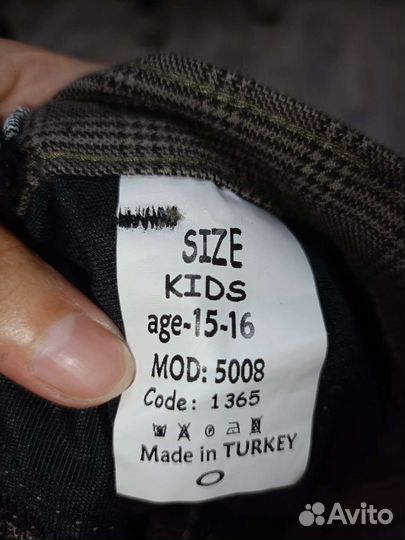 SIZE
KIDS
age-15-16
MOD: 5008
Code: 1365
Made in TURKEY
Avito